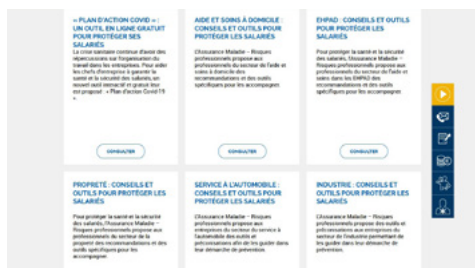 « PLAN D'ACTION COVID » :
UN OUTIL EN LIGNE GRATUIT
POUR PROTÉGER SES
SALARIÉS
La crise sanitaire continue d'avoir des
répercussions sur l'organisation du
travail dans les entreprises. Pour aider
les chefs d'entreprise à garantir la
santé et la sécurité des salariés, un
nouvel outil interactif et gratuit leur
est proposé : « Plan d'action Covid-19
».
CONSULTER
AIDE ET SOINS À DOMICILE :
CONSEILS ET OUTILS POUR
PROTÉGER LES SALARIÉS
L'Assurance Maladie – Risques
professionnels propose aux
professionnels du secteur de l'aide et
soins à domicile des
recommandations et des outils
spécifiques pour les accompagner.
CONSULTER
EHPAD : CONSEILS ET OUTILS
POUR PROTÉGER LES
SALARIÉS
Pour protéger la santé et la sécurité
des salariés, l'Assurance Maladie –
Risques professionnels propose aux
professionnels du secteur de l'aide et
soins dans les EHPAD des
recommandations et des outils
spécifiques pour les accompagner.
CONSULTER
PROPRETÉ : CONSEILS ET
OUTILS POUR PROTÉGER LES
SALARIÉS
Pour protéger la santé et la sécurité
des salariés, l'Assurance Maladie –
Risques professionnels propose aux
professionnels du secteur de la
propreté des recommandations et des
outils spécifiques pour les
accompagner.
SERVICE À L'AUTOMOBILE :
CONSEILS ET OUTILS POUR
PROTÉGER LES SALARIÉS
L'Assurance Maladie – Risques
professionnels propose aux
entreprises du secteur du service à
l'automobile des outils et
préconisations afin de les guider dans
leur démarche de prévention.
INDUSTRIE : CONSEILS ET
OUTILS POUR PROTÉGER LES
SALARIÉS
L'Assurance Maladie – Risques
professionnels propose des outils et
préconisations aux entreprises du
secteur de l'industrie permettant de
les guider dans leur démarche de
prévention.